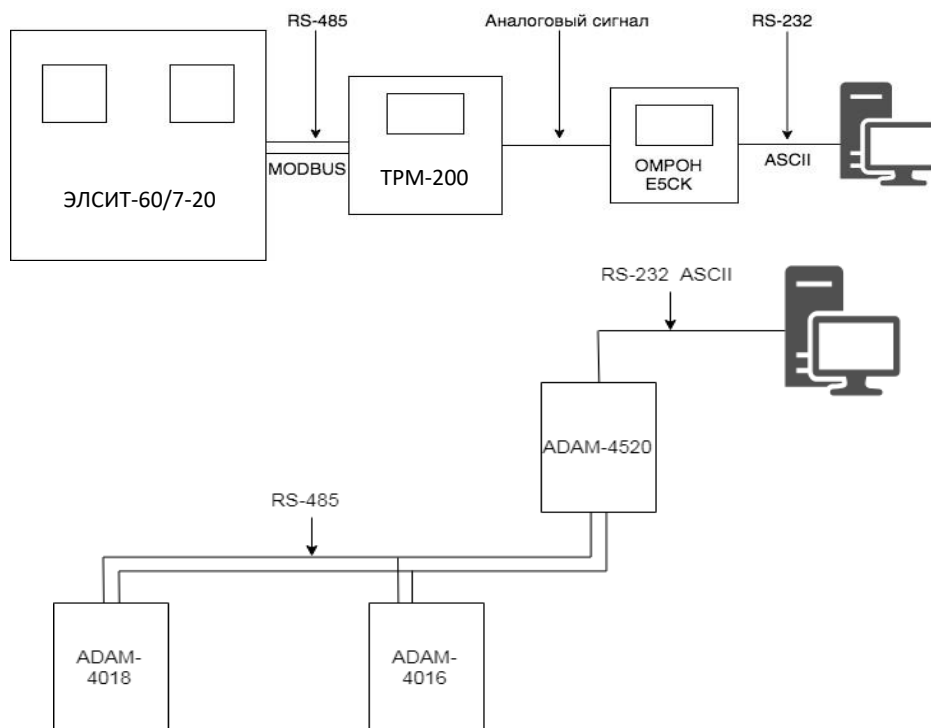 RS-485
Аналоговый сигнал
RS-232
MODBUS
ТРМ-200
ОМРОН
E5CK
ASCII
ЭЛСИТ-60/7-20
RS-232 ASCII
ADAM-4520
RS-485
ADAM-
4018
ADAM-
4016